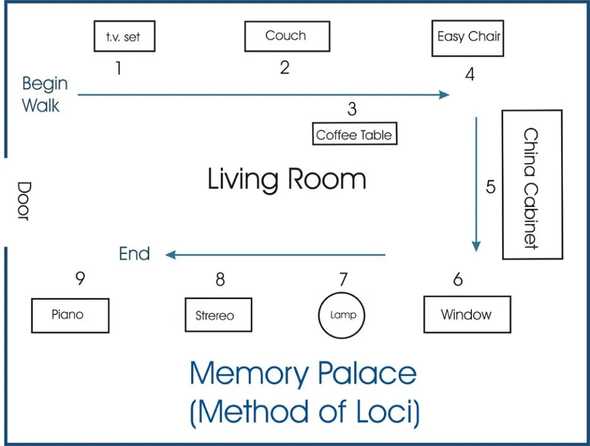 t.v. set
Couch
Easy Chair
1
2
4
Begin
Walk
3
Coffee Table
China Cabinet
5
Living Room
Door
End
9
8
7
6
Piano
Strereo
Lamp
Window
Memory Palace
(Method of Loci)